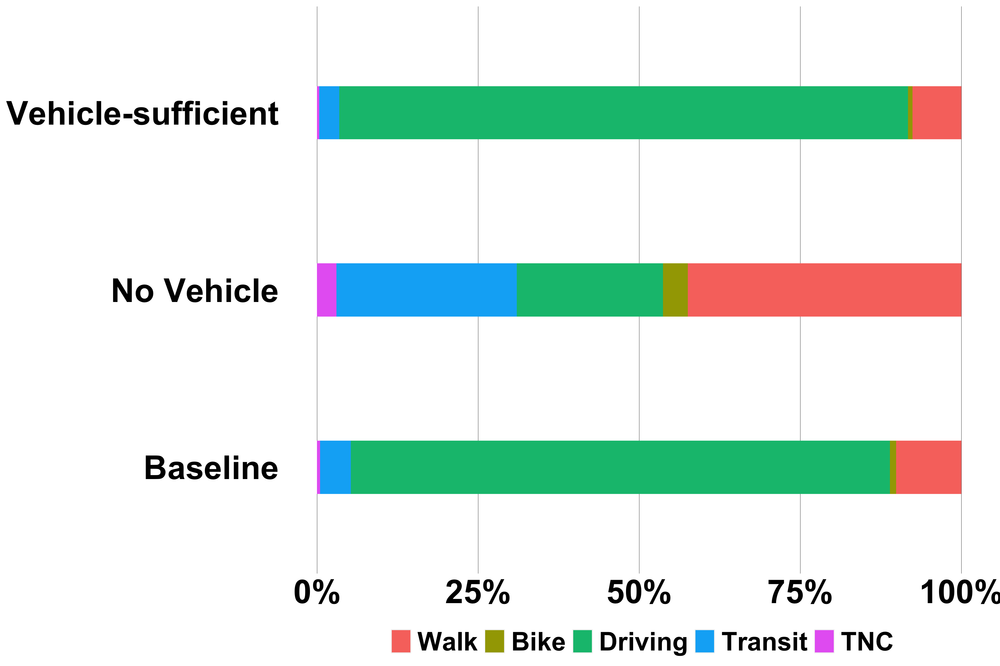 Vehicle-sufficient
No Vehicle
Baseline
0% 25% 50% 75% 100%
Walk Bike Driving Transit TNC